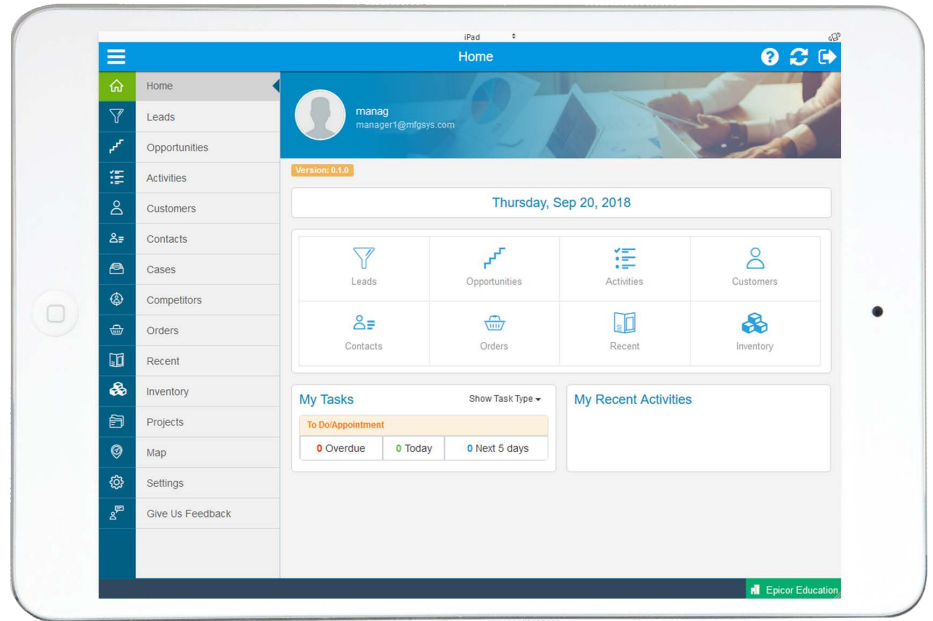 iPad
Home
Home
Leads
Opportunities
Activities
Customers
Contacts
Cases
Competitors
Orders
Recent
Inventory
Projects
Map
Settings
Give Us Feedback
manag
manager1@mfgsys.com
Version: 0.1.0
Thursday, Sep 20, 2018
Leads
Opportunities
Activities
Customers
Contacts
Orders
Recent
Inventory
My Tasks
Show Task Type
To Do/Appointment
0 Overdue
0 Today
0 Next 5 days
My Recent Activities
Epicor Education